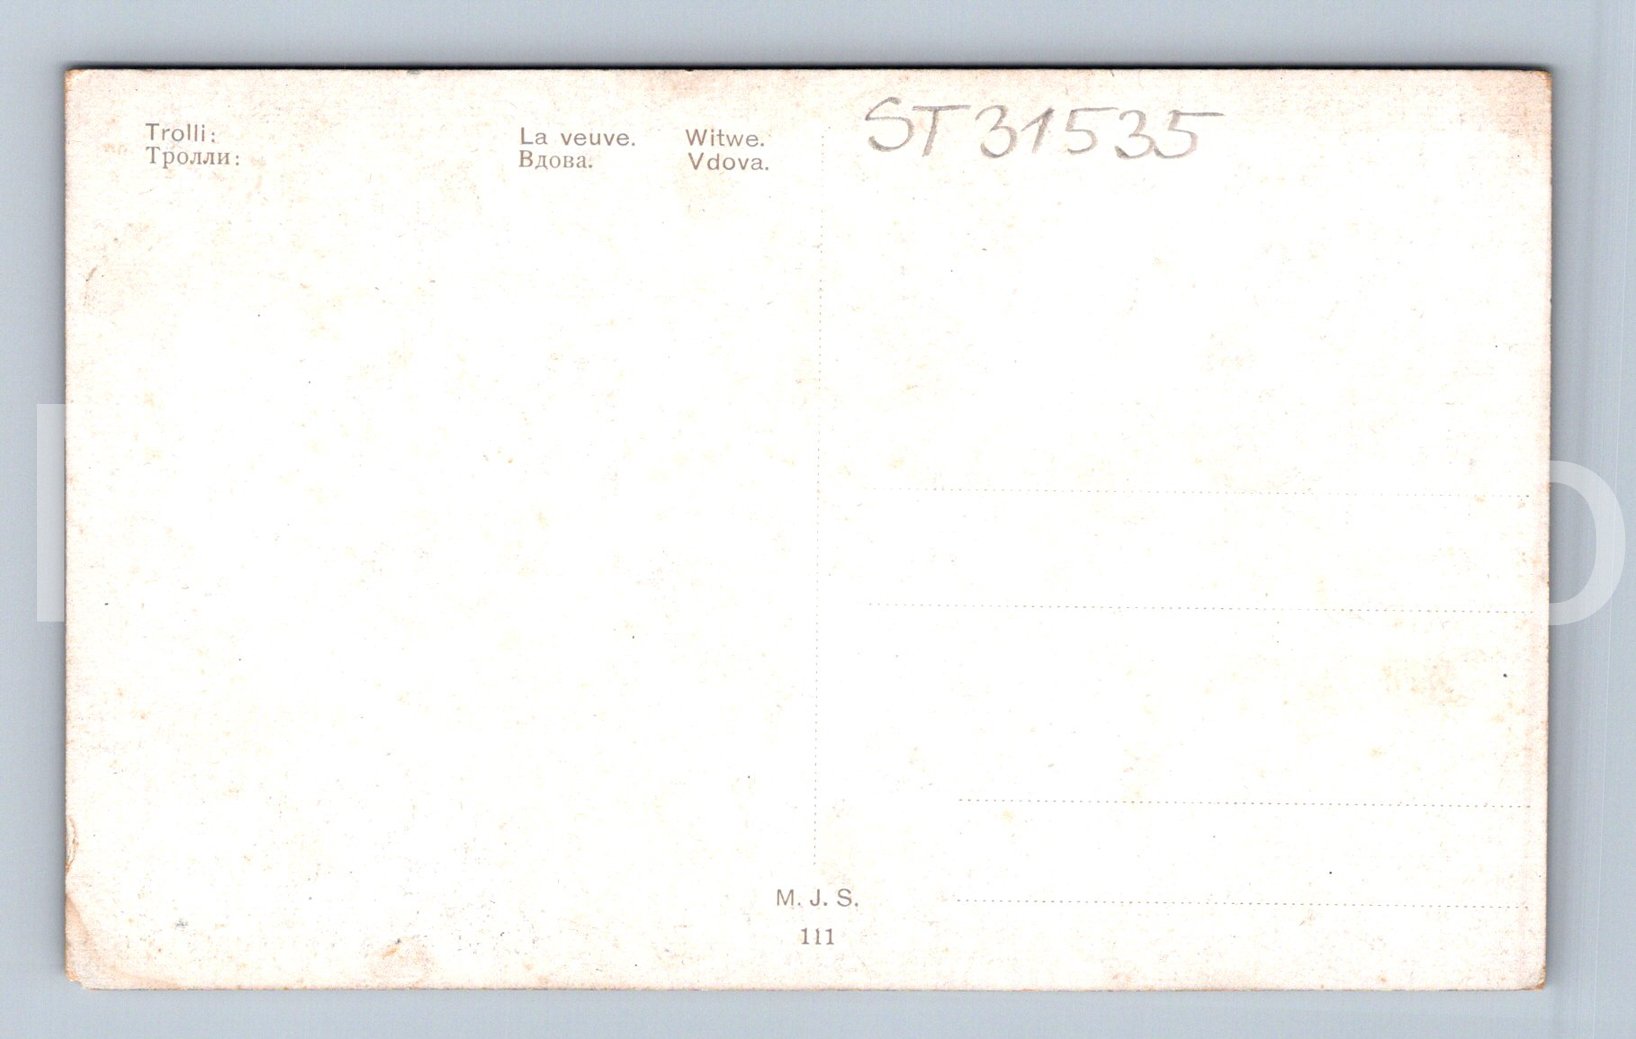 Trolli:
Тролли:
La veuve. Witwe.
Вдова. Vdova.
ST31535
M. J. S.
111